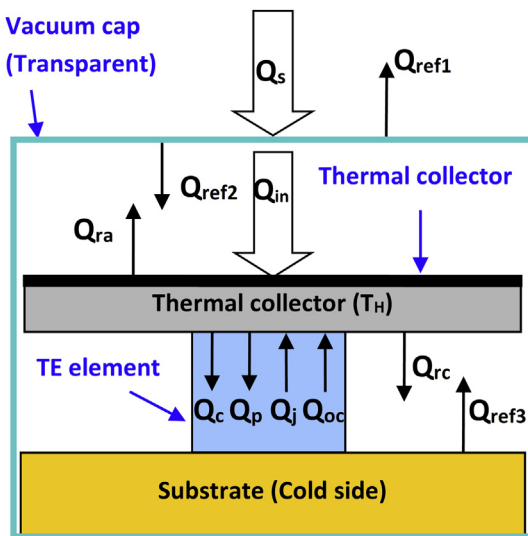 Vacuum cap
(Transparent)
Qs
Qref1
Qref2
Qin
Thermal collector
Qra
Thermal collector (TH)
TE element
Qc Qp Qj Qoc
Qrc
Qref3
Substrate (Cold side)